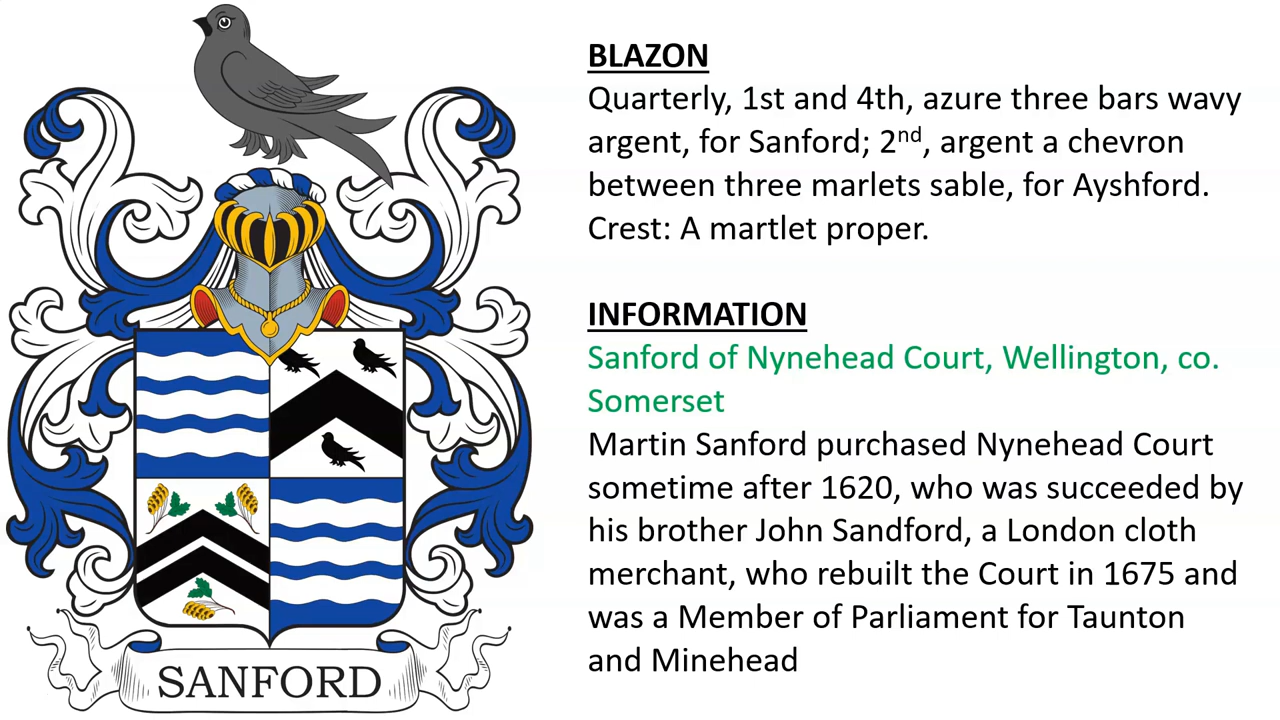 BLAZON
Quarterly, 1st and 4th, azure three bars wavy
argent, for Sanford; 2nd, argent a chevron
between three marlets sable, for Ayshford.
Crest: A martlet proper.
INFORMATION
Sanford of Nynehead Court, Wellington, co.
Somerset
Martin Sanford purchased Nynehead Court
sometime after 1620, who was succeeded by
his brother John Sandford, a London cloth
merchant, who rebuilt the Court in 1675 and
was a Member of Parliament for Taunton
and Minehead
SANFORD